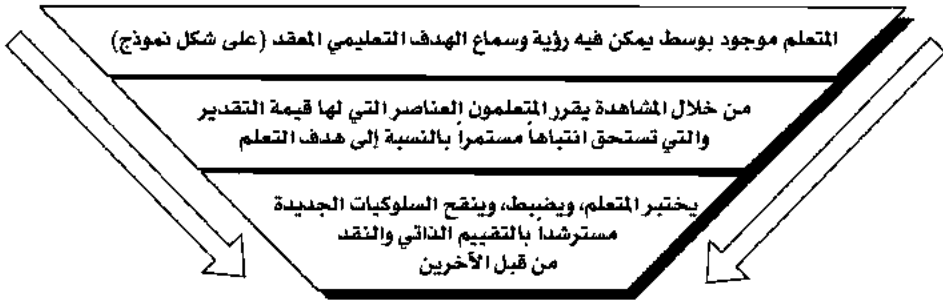 المتعلم موجود بوسط يمكن فيه رؤية وسماع الهدف التعليمي المعقد (على شكل نموذج)
من خلال المشاهدة يقرر المتعلمون العناصر التي لها قيمة التقدير
والتي تستحق انتباهاً مستمراً بالنسبة إلى هدف التعلم
يختبر المتعلم، ويضبط، وينقح السلوكيات الجديدة
مسترشداً بالتقييم الذاتي والنقد
من قبل الآخرين